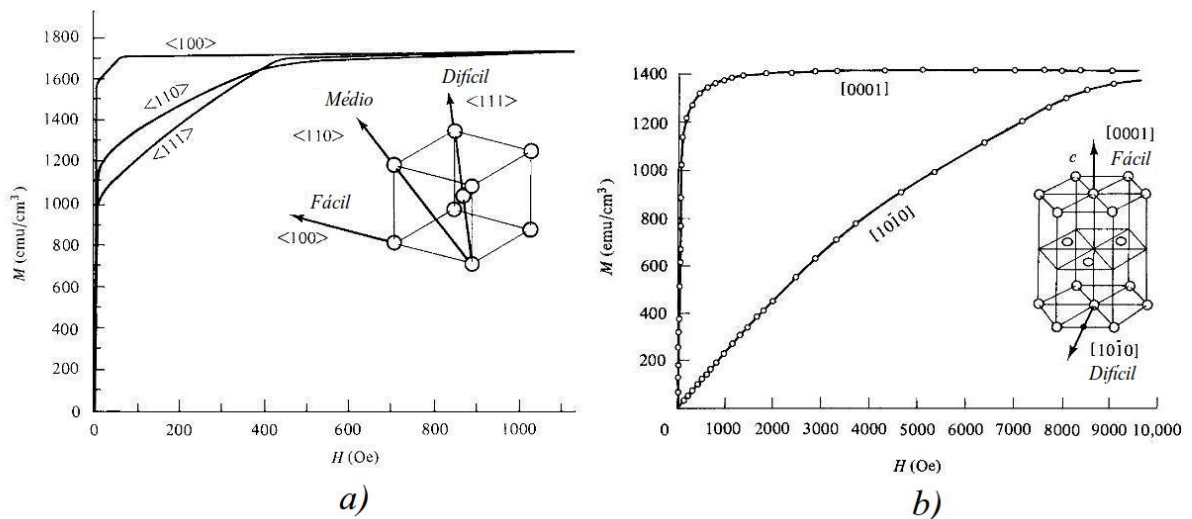 1800
1600
1400
1200
1000
800
600
400
200
0
M (emu/cm³)
<100>
<110>
<111>
Difícil
<111>
Médio
<110>
Fácil
<100>
0 200 400 600 800 1000
H (Oe)
a)
1400
1200
1000
800
600
400
200
M (emu/cm³)
[0001]
[101̄0]
[0001]
c Fácil
[101̄0]
Difícil
0 1000 2000 3000 4000 5000 6000 7000 8000 9000 10,000
H (Oe)
b)